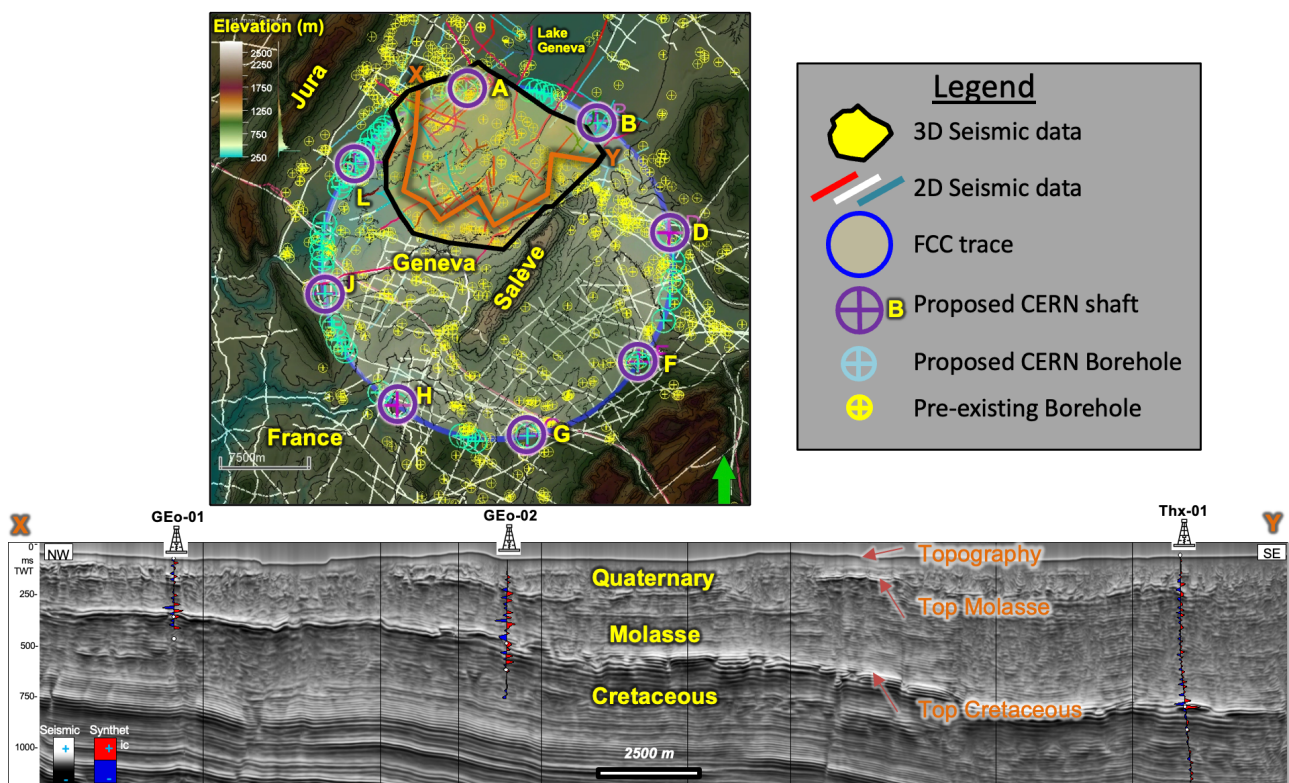 Elevation (m)
2500
2250
1750
1250
750
250
Jura
Lake
Geneva
X
A
B
Y
L
D
Geneva
Salève
J
F
H
G
France
7500m
Legend
3D Seismic data
2D Seismic data
FCC trace
B
Proposed CERN shaft
Proposed CERN Borehole
Pre-existing Borehole
X
GEo-01
GEo-02
Thx-01
Y
0
NW
SE
ms
TWT
250
500
750
1000
Topography
Quaternary
Top Molasse
Molasse
Cretaceous
Top Cretaceous
Seismic
Synthet
ic
+
+
-
-
2500 m